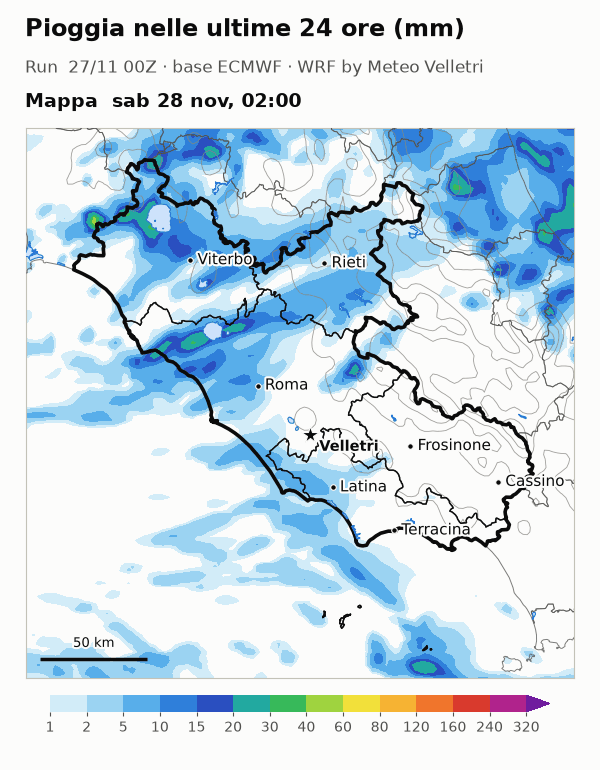 Pioggia nelle ultime 24 ore (mm)
Run  27/11 00Z · base ECMWF · WRF by Meteo Velletri
Mappa  sab 28 nov, 02:00
Viterbo
Rieti
Roma
Velletri
Frosinone
Latina
Cassino
Terracina
50 km
1 2 5 10 15 20 30 40 60 80 120 160 240 320